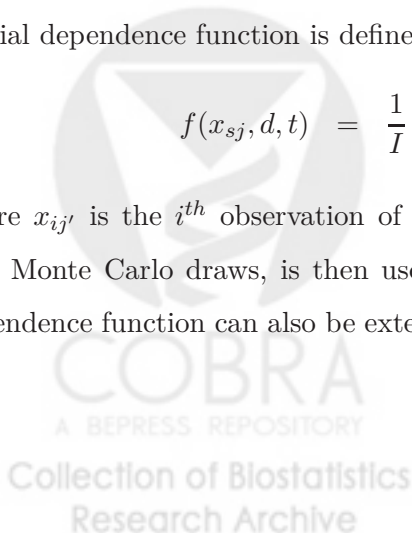 ial dependence function is define
f(x_{sj}, d, t) = \frac{1}{I}
re x_{ij'} is the i^{th} observation of
Monte Carlo draws, is then use
endence function can also be exte
COBRA
A BEPRESS REPOSITORY
Collection of Biostatistics
Research Archive